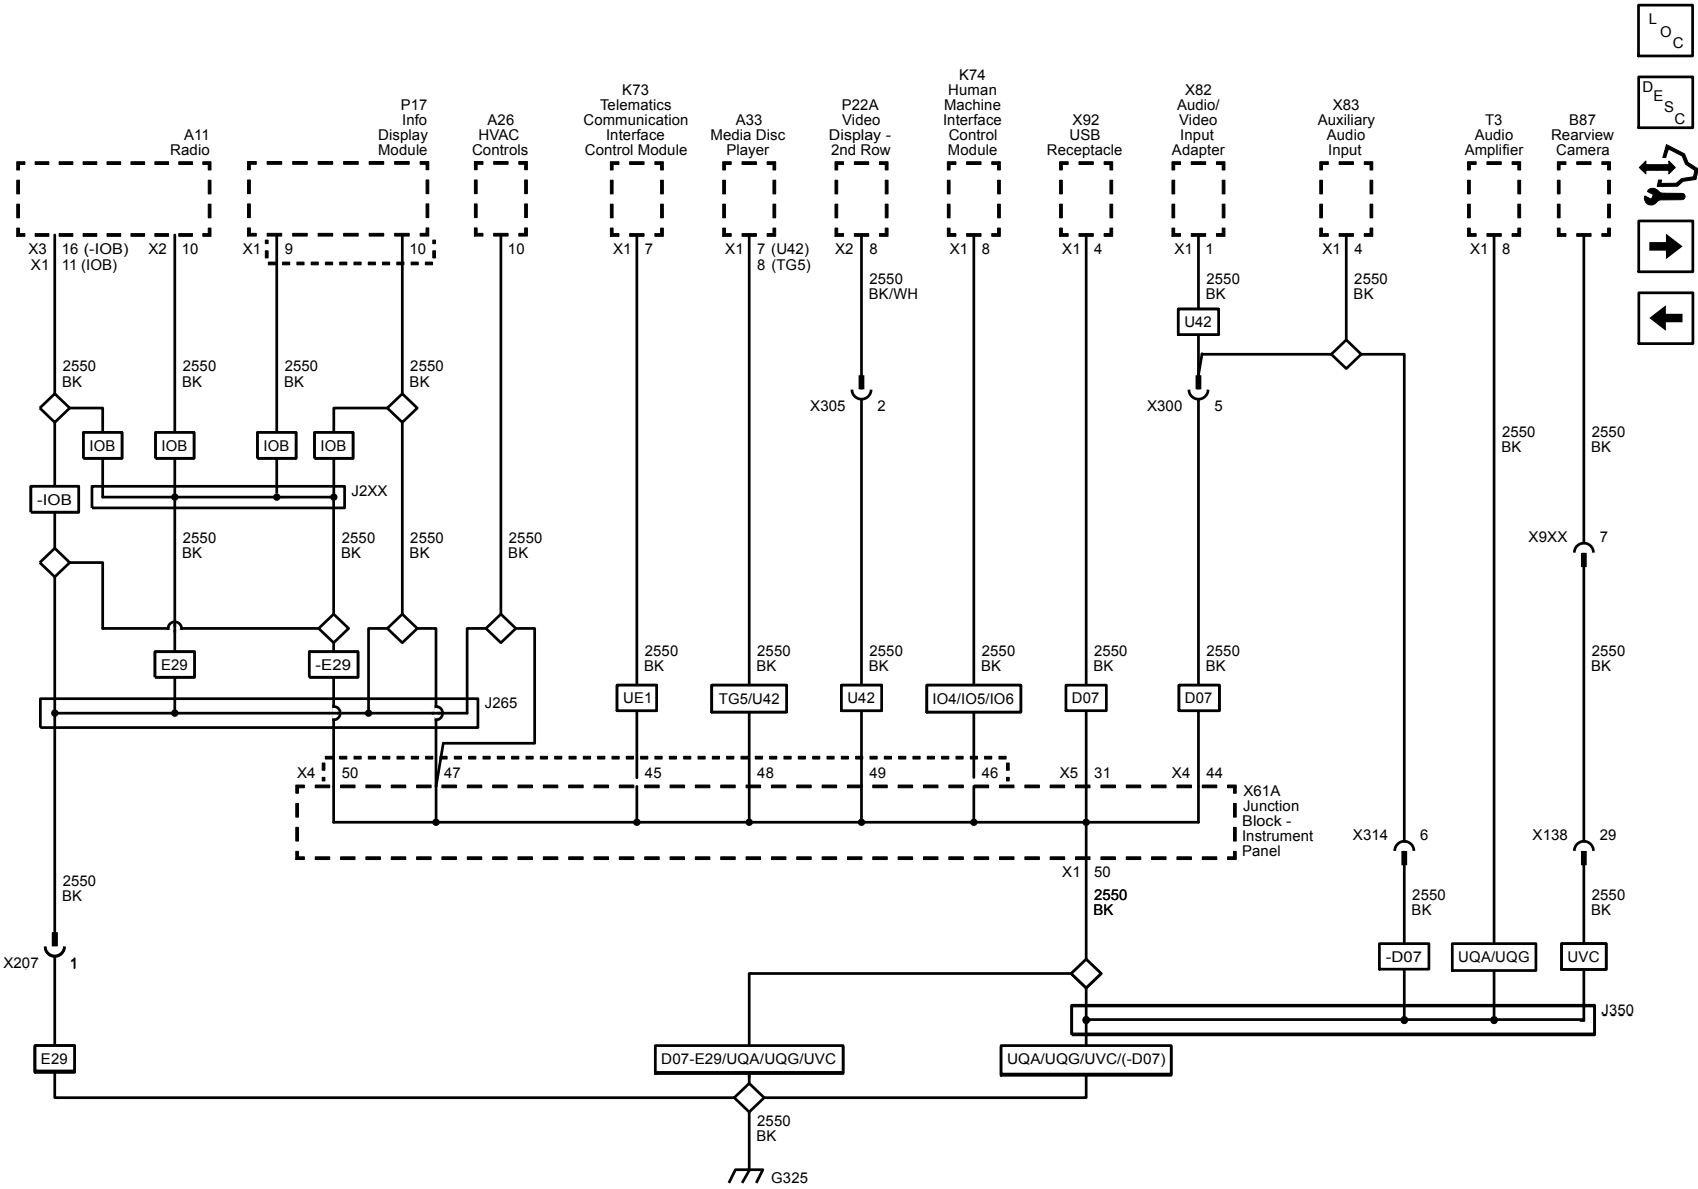 L
O
C
D
E
S
C
A11
Radio
P17
Info
Display
Module
A26
HVAC
Controls
K73
Telematics
Communication
Interface
Control Module
A33
Media Disc
Player
P22A
Video
Display -
2nd Row
K74
Human
Machine
Interface
Control
Module
X92
USB
Receptacle
X82
Audio/
Video
Input
Adapter
X83
Auxiliary
Audio
Input
T3
Audio
Amplifier
B87
Rearview
Camera
X3 16 (-IOB)
X1 11 (IOB)
X2 10
X1 9
10
10
X1 7
X1 7 (U42)
8 (TG5)
X2 8
X1 8
X1 4
X1 1
X1 4
X1 8
2550
BK/WH
2550
BK
2550
BK
U42
2550
BK
2550
BK
2550
BK
2550
BK
X305 2
X300 5
IOB
IOB
IOB
IOB
2550
BK
2550
BK
-IOB
J2XX
2550
BK
2550
BK
2550
BK
2550
BK
X9XX 7
E29
-E29
2550
BK
2550
BK
2550
BK
2550
BK
2550
BK
2550
BK
2550
BK
UE1
TG5/U42
U42
IO4/IO5/IO6
D07
D07
J265
X4 50
47
45
48
49
46
X5 31
X4 44
X61A
Junction
Block -
Instrument
Panel
X314 6
X138 29
X1 50
2550
BK
2550
BK
2550
BK
2550
BK
X207 1
-D07
UQA/UQG
UVC
J350
E29
D07-E29/UQA/UQG/UVC
UQA/UQG/UVC/(-D07)
2550
BK
G325